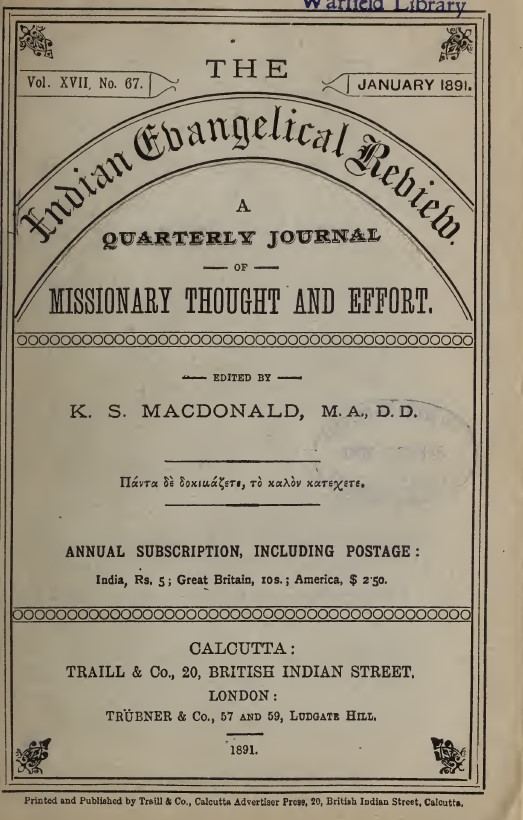 Warfield Library
THE
Vol. XVII, No. 67.
JANUARY 1891.
Indian Evangelical Review.
A
QUARTERLY JOURNAL
OF
MISSIONARY THOUGHT AND EFFORT.
EDITED BY
K. S. MACDONALD, M.A., D.D.
Πάντα δὲ δοκιμάζετε, τὸ καλὸν κατεχετε.
ANNUAL SUBSCRIPTION, INCLUDING POSTAGE:
India, Rs. 5; Great Britain, 10s.; America, $ 2·50.
CALCUTTA:
TRAILL & Co., 20, BRITISH INDIAN STREET.
LONDON:
TRÜBNER & Co., 57 AND 59, LUDGATE HILL.
1891.
Printed and Published by Traill & Co., Calcutta Advertiser Press, 20, British Indian Street, Calcutta.